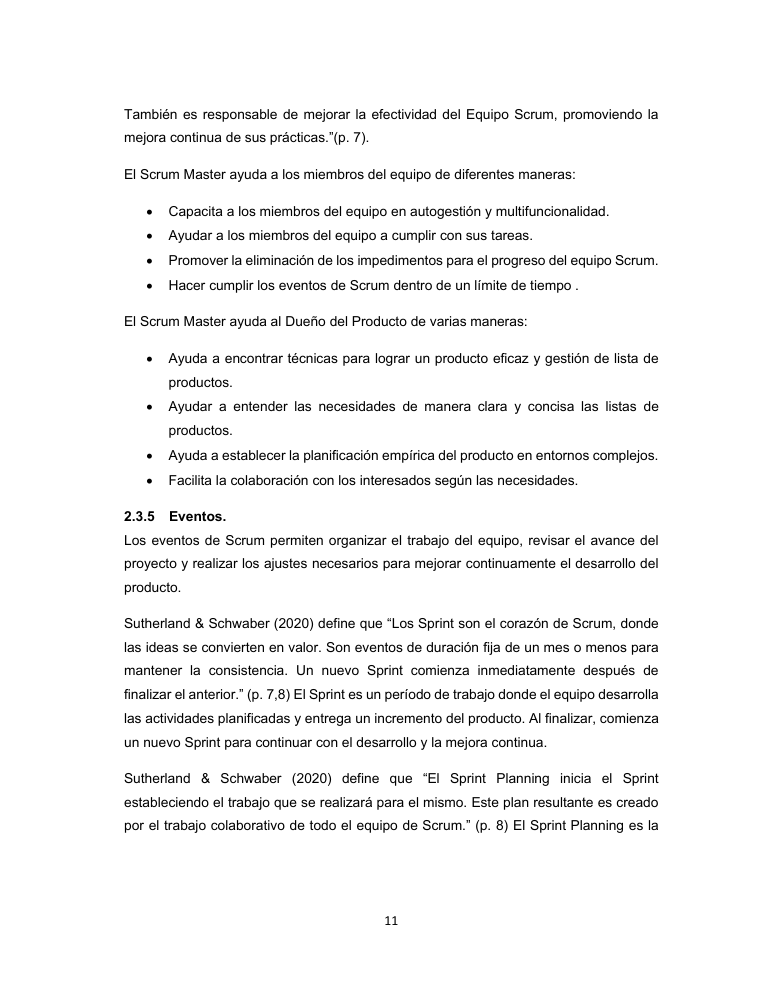 También es responsable de mejorar la efectividad del Equipo Scrum, promoviendo la
mejora continua de sus prácticas.”(p. 7).
El Scrum Master ayuda a los miembros del equipo de diferentes maneras:
• Capacita a los miembros del equipo en autogestión y multifuncionalidad.
• Ayudar a los miembros del equipo a cumplir con sus tareas.
• Promover la eliminación de los impedimentos para el progreso del equipo Scrum.
• Hacer cumplir los eventos de Scrum dentro de un límite de tiempo .
El Scrum Master ayuda al Dueño del Producto de varias maneras:
• Ayuda a encontrar técnicas para lograr un producto eficaz y gestión de lista de
productos.
• Ayudar a entender las necesidades de manera clara y concisa las listas de
productos.
• Ayuda a establecer la planificación empírica del producto en entornos complejos.
• Facilita la colaboración con los interesados según las necesidades.
2.3.5 Eventos.
Los eventos de Scrum permiten organizar el trabajo del equipo, revisar el avance del
proyecto y realizar los ajustes necesarios para mejorar continuamente el desarrollo del
producto.
Sutherland & Schwaber (2020) define que “Los Sprint son el corazón de Scrum, donde
las ideas se convierten en valor. Son eventos de duración fija de un mes o menos para
mantener la consistencia. Un nuevo Sprint comienza inmediatamente después de
finalizar el anterior.” (p. 7,8) El Sprint es un período de trabajo donde el equipo desarrolla
las actividades planificadas y entrega un incremento del producto. Al finalizar, comienza
un nuevo Sprint para continuar con el desarrollo y la mejora continua.
Sutherland & Schwaber (2020) define que “El Sprint Planning inicia el Sprint
estableciendo el trabajo que se realizará para el mismo. Este plan resultante es creado
por el trabajo colaborativo de todo el equipo de Scrum.” (p. 8) El Sprint Planning es la
11